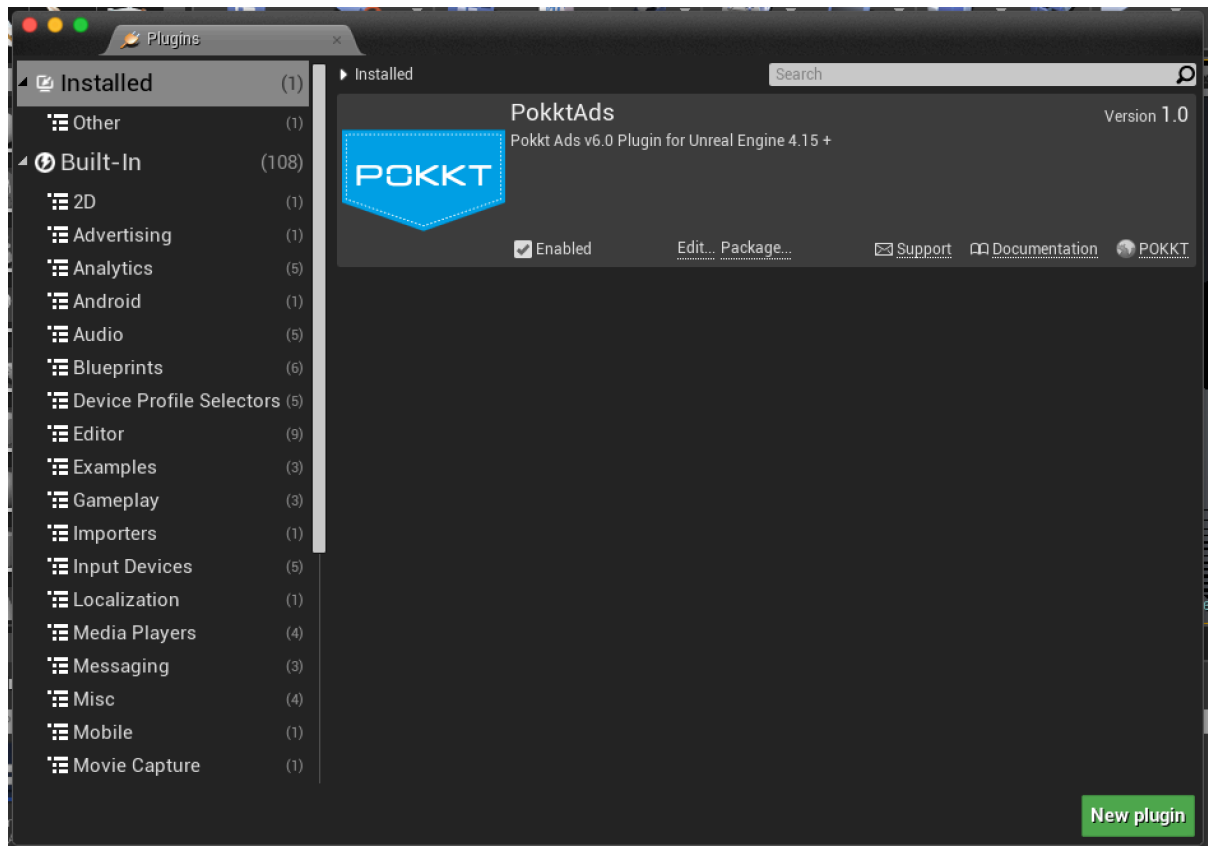 Plugins ×
Installed (1)
Other (1)
Built-In (108)
2D (1)
Advertising (1)
Analytics (5)
Android (1)
Audio (5)
Blueprints (6)
Device Profile Selectors (5)
Editor (9)
Examples (3)
Gameplay (3)
Importers (1)
Input Devices (5)
Localization (1)
Media Players (4)
Messaging (3)
Misc (4)
Mobile (1)
Movie Capture (1)
Installed
Search
POKKT
PokktAds
Version 1.0
Pokkt Ads v6.0 Plugin for Unreal Engine 4.15 +
Enabled Edit... Package... Support Documentation POKKT
New plugin